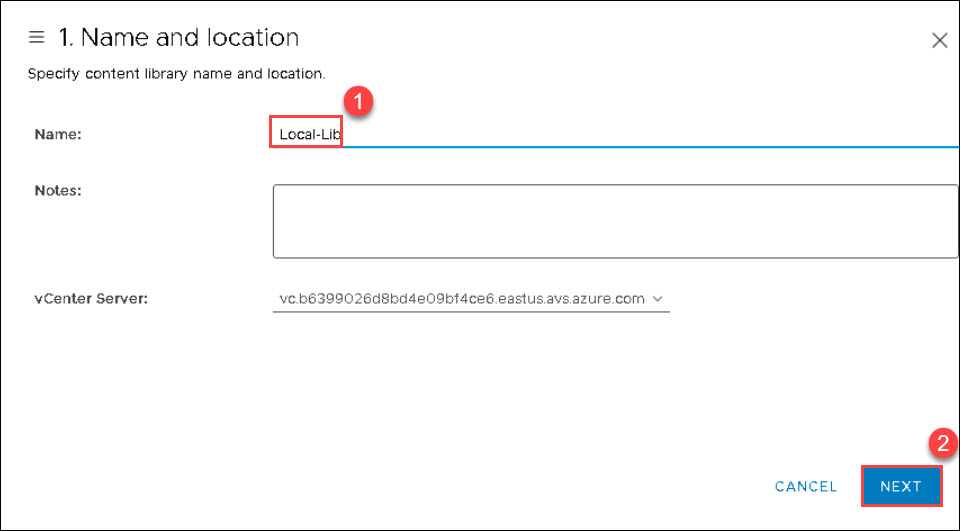 1. Name and location
Specify content library name and location.
1
Name: Local-Lib
Notes:
vCenter Server: vc.b6399026d8bd4e09bf4ce6.eastus.avs.azure.com
2
CANCEL NEXT